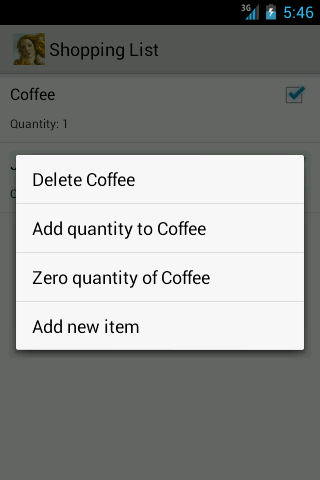 3G 5:46
Shopping List
Coffee
Quantity: 1
Delete Coffee
Add quantity to Coffee
Zero quantity of Coffee
Add new item